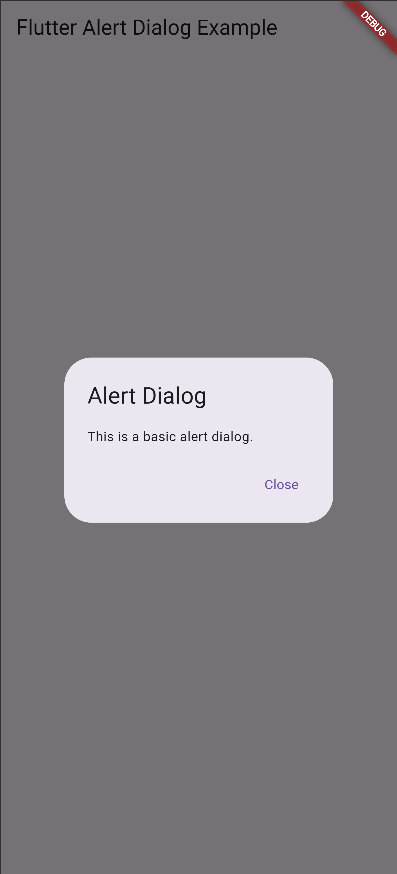 Flutter Alert Dialog Example
DEBUG
Alert Dialog
This is a basic alert dialog.
Close